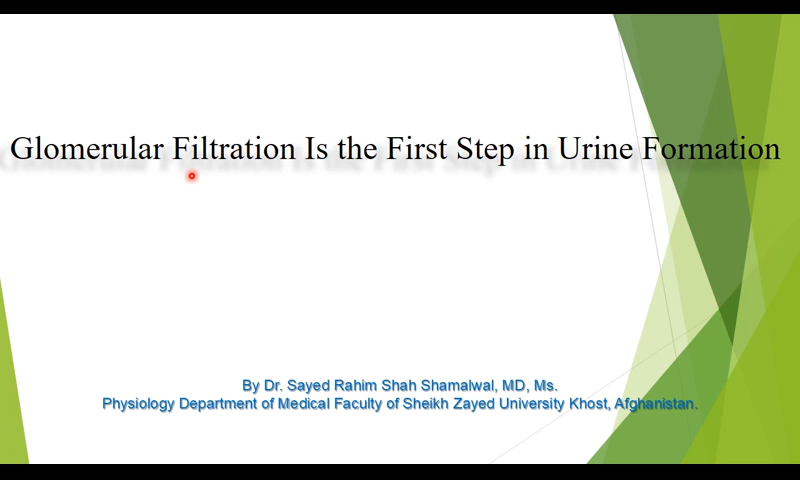 Glomerular Filtration Is the First Step in Urine Formation
By Dr. Sayed Rahim Shah Shamalwal, MD, Ms.
Physiology Department of Medical Faculty of Sheikh Zayed University Khost, Afghanistan.